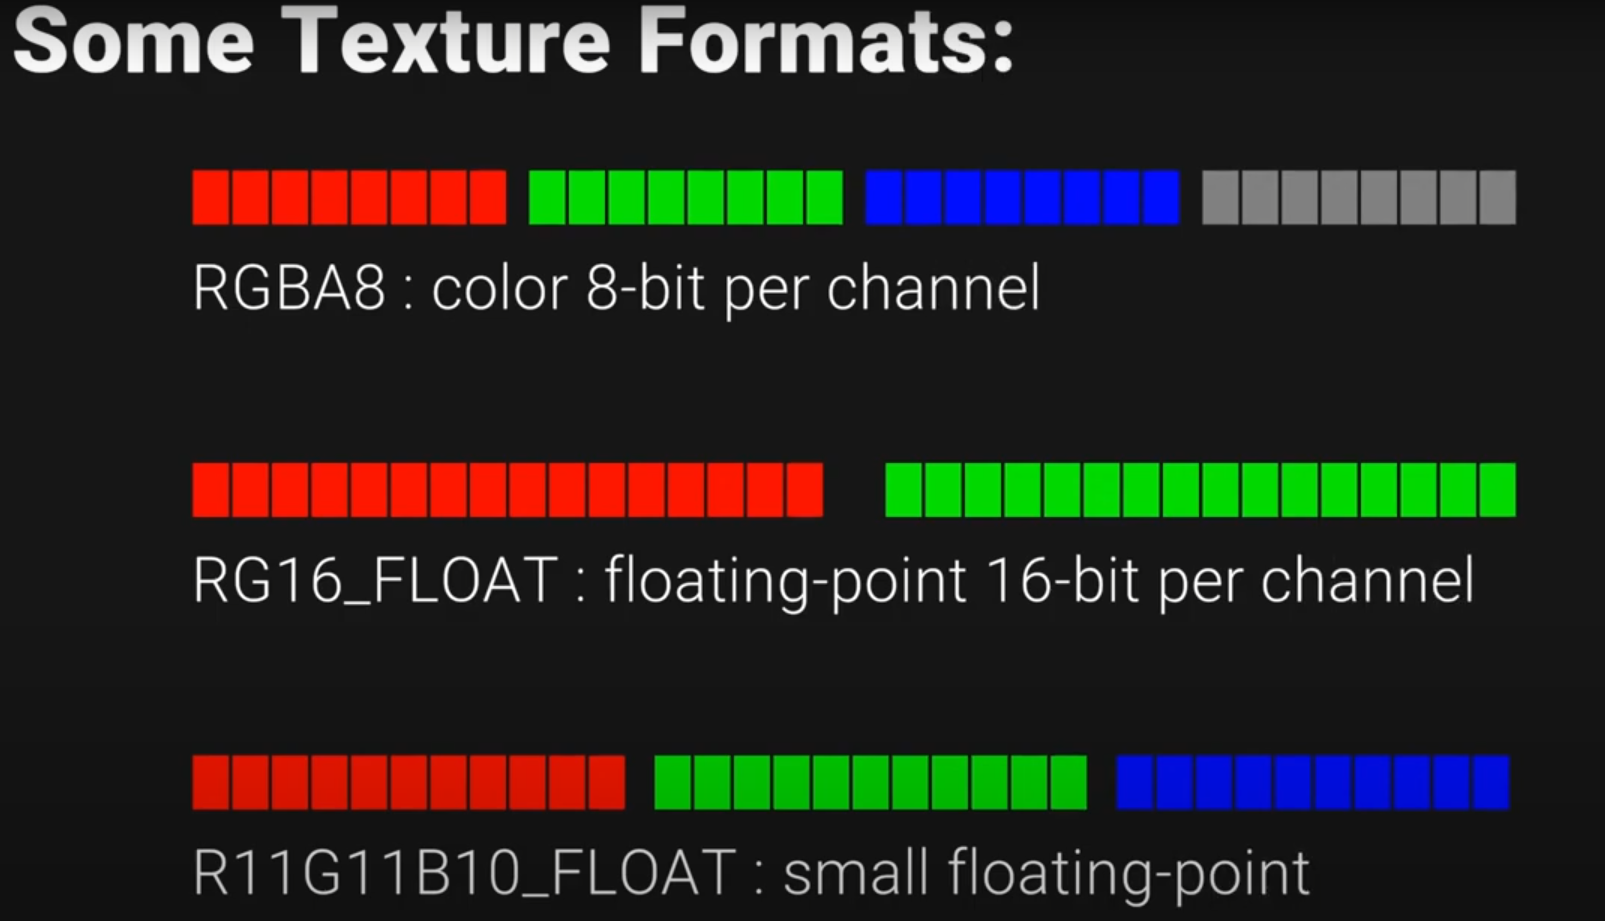 Some Texture Formats:
RGBA8 : color 8-bit per channel
RG16_FLOAT : floating-point 16-bit per channel
R11G11B10_FLOAT : small floating-point